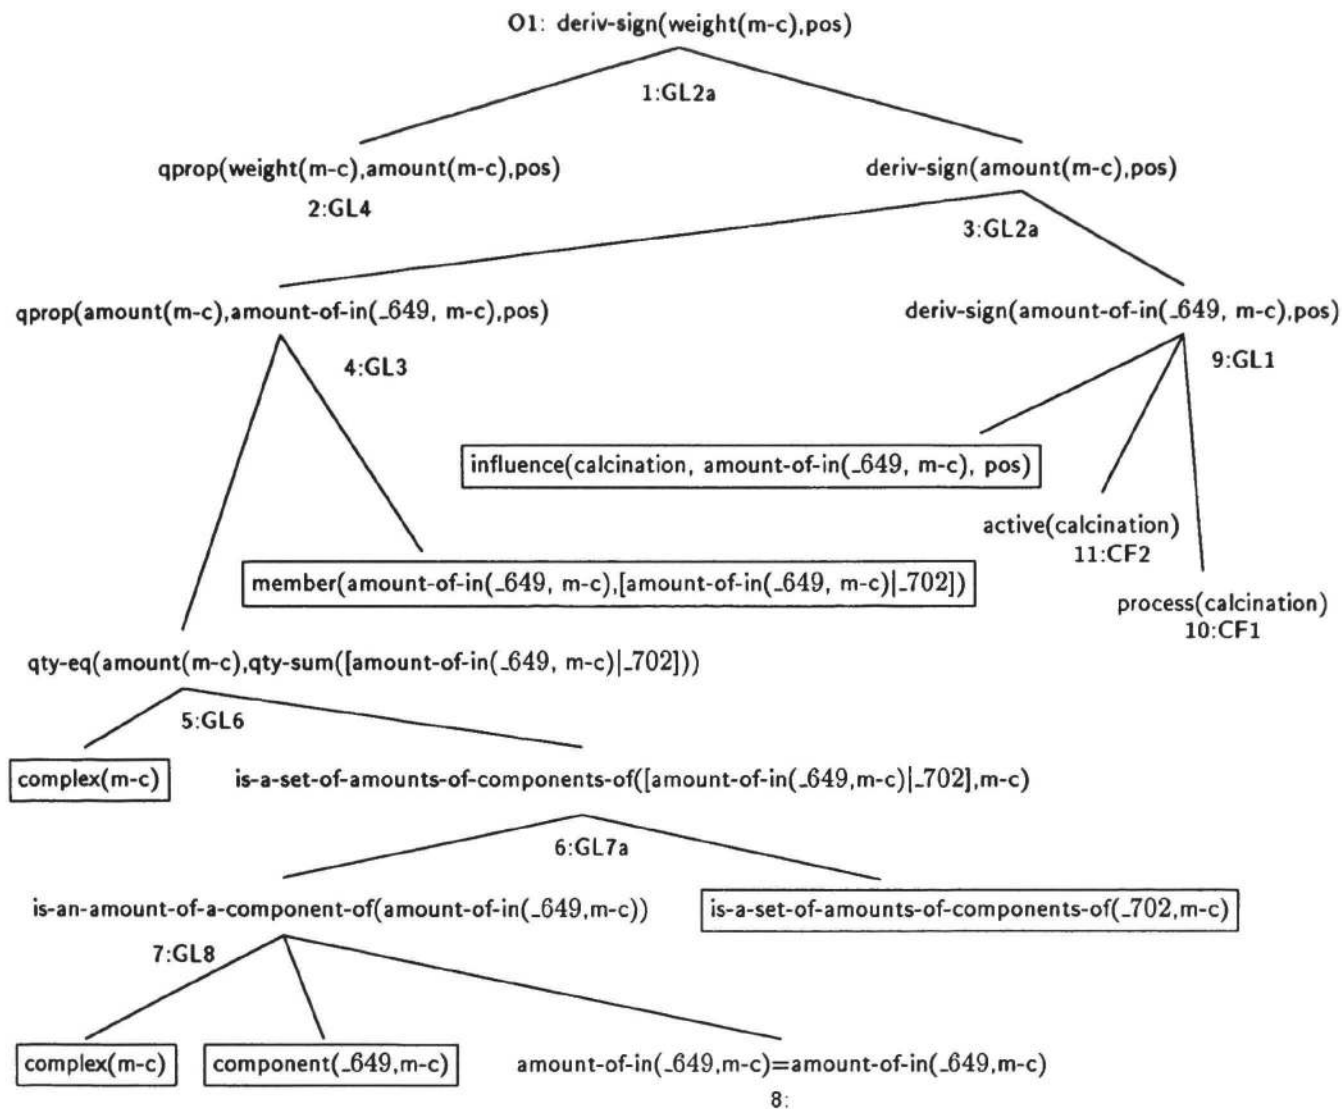 O1: deriv-sign(weight(m-c),pos)
1:GL2a
qprop(weight(m-c),amount(m-c),pos)
deriv-sign(amount(m-c),pos)
2:GL4
3:GL2a
qprop(amount(m-c),amount-of-in(_649, m-c),pos)
deriv-sign(amount-of-in(_649, m-c),pos)
4:GL3
9:GL1
influence(calcination, amount-of-in(_649, m-c), pos)
active(calcination)
11:CF2
member(amount-of-in(_649, m-c),[amount-of-in(_649, m-c)|_702])
process(calcination)
10:CF1
qty-eq(amount(m-c),qty-sum([amount-of-in(_649, m-c)|_702]))
5:GL6
complex(m-c)
is-a-set-of-amounts-of-components-of([amount-of-in(_649,m-c)|_702],m-c)
6:GL7a
is-an-amount-of-a-component-of(amount-of-in(_649,m-c))
is-a-set-of-amounts-of-components-of(_702,m-c)
7:GL8
complex(m-c)
component(_649,m-c)
amount-of-in(_649,m-c)=amount-of-in(_649,m-c)
8: